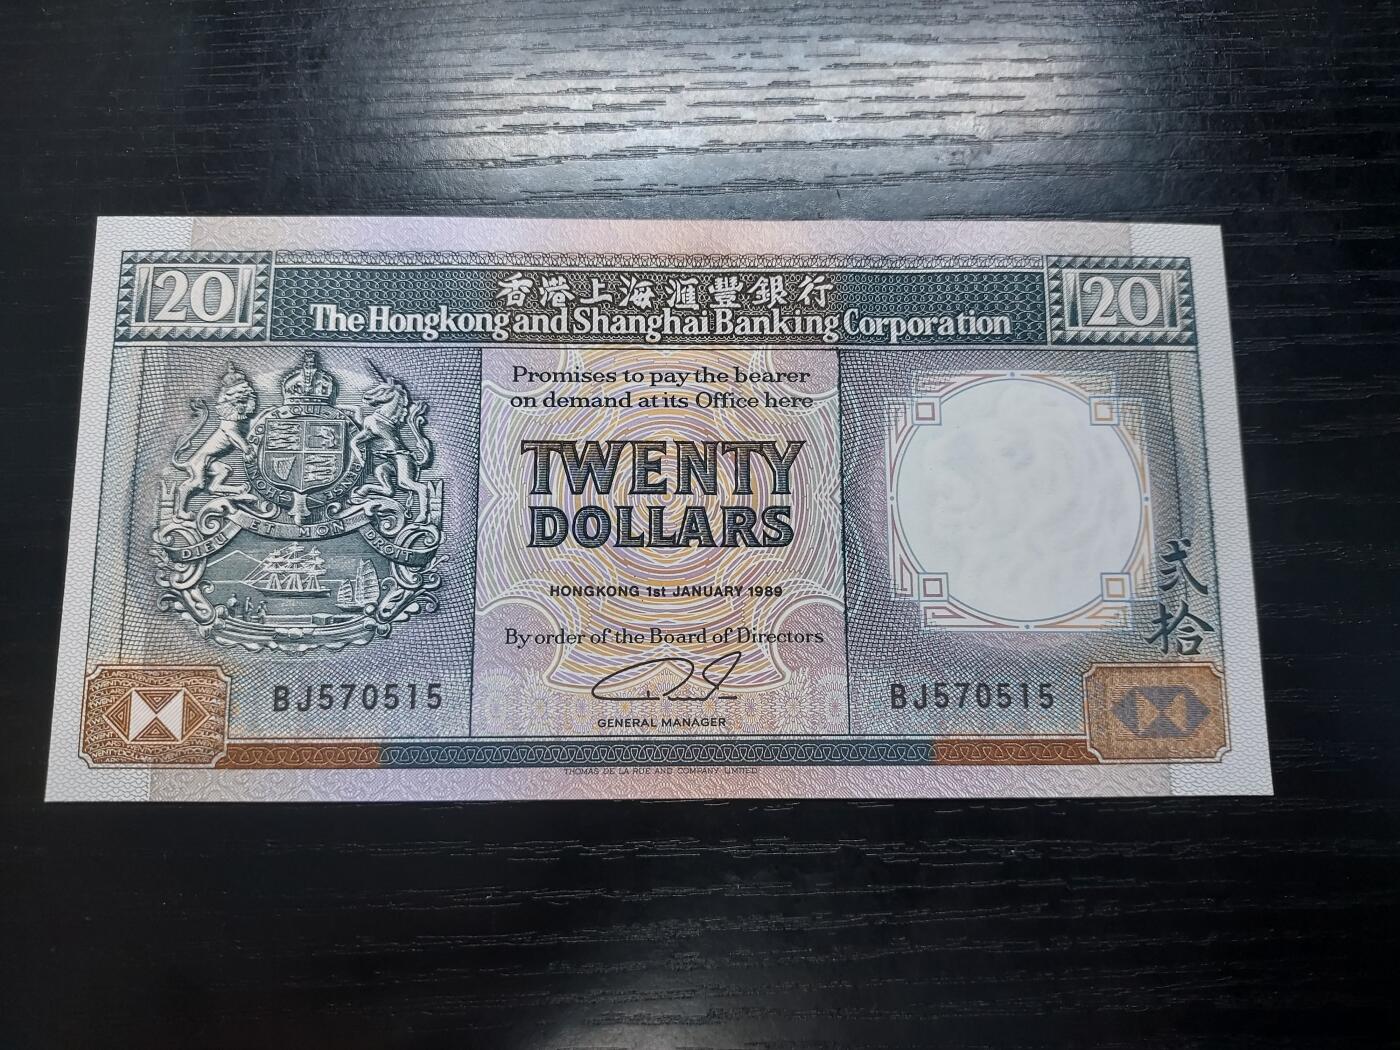 20
香港上海滙豐銀行
20
The Hongkong and Shanghai Banking Corporation
Promises to pay the bearer
on demand at its Office here
TWENTY
DOLLARS
HONGKONG 1st JANUARY 1989
By order of the Board of Directors
GENERAL MANAGER
DIEU ET MON DROIT
BJ570515
BJ570515
弍拾
THOMAS DE LA RUE AND COMPANY LIMITED